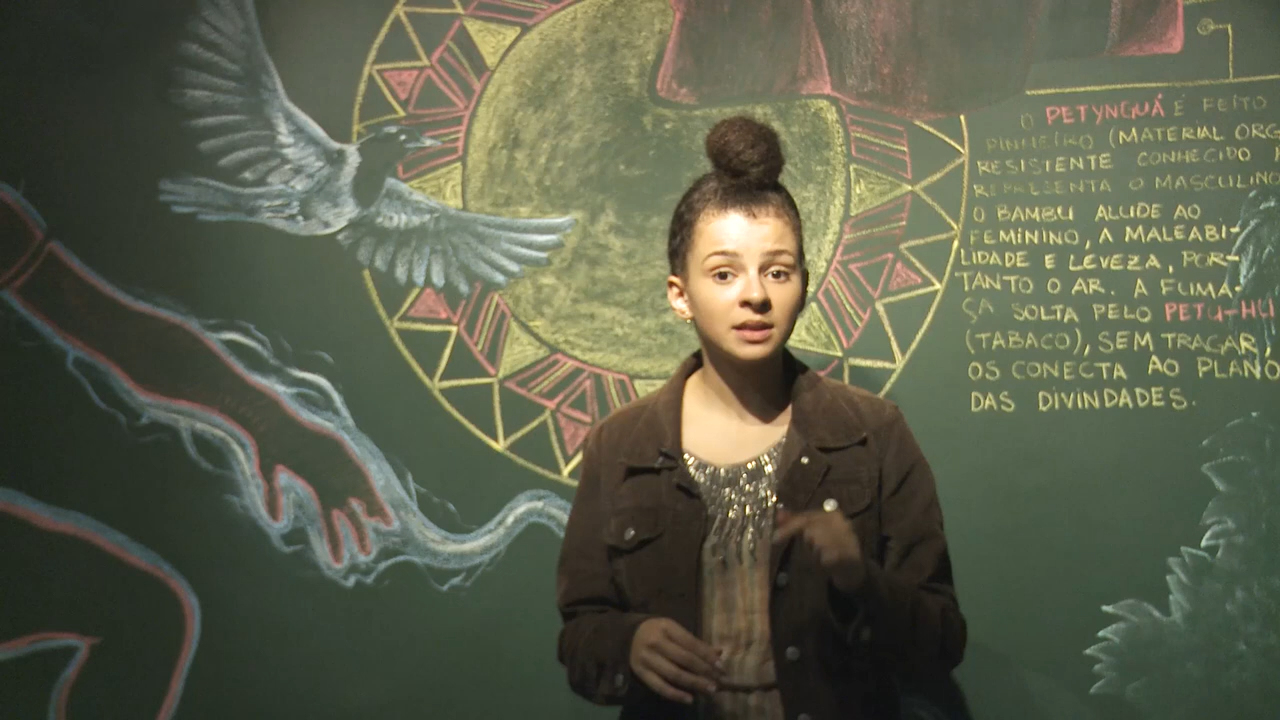 O PETYNGUÁ É FEITO
PINHEIRO (MATERIAL ORG
RESISTENTE CONHECIDO
REPRESENTA O MASCULINO
O BAMBU ALUDE AO
FEMININO, A MALEABI-
LIDADE E LEVEZA, POR-
TANTO O AR. A FUMA-
ÇA SOLTA PELO PETY-HU
(TABACO), SEM TRAGAR,
OS CONECTA AO PLANO
DAS DIVINDADES.